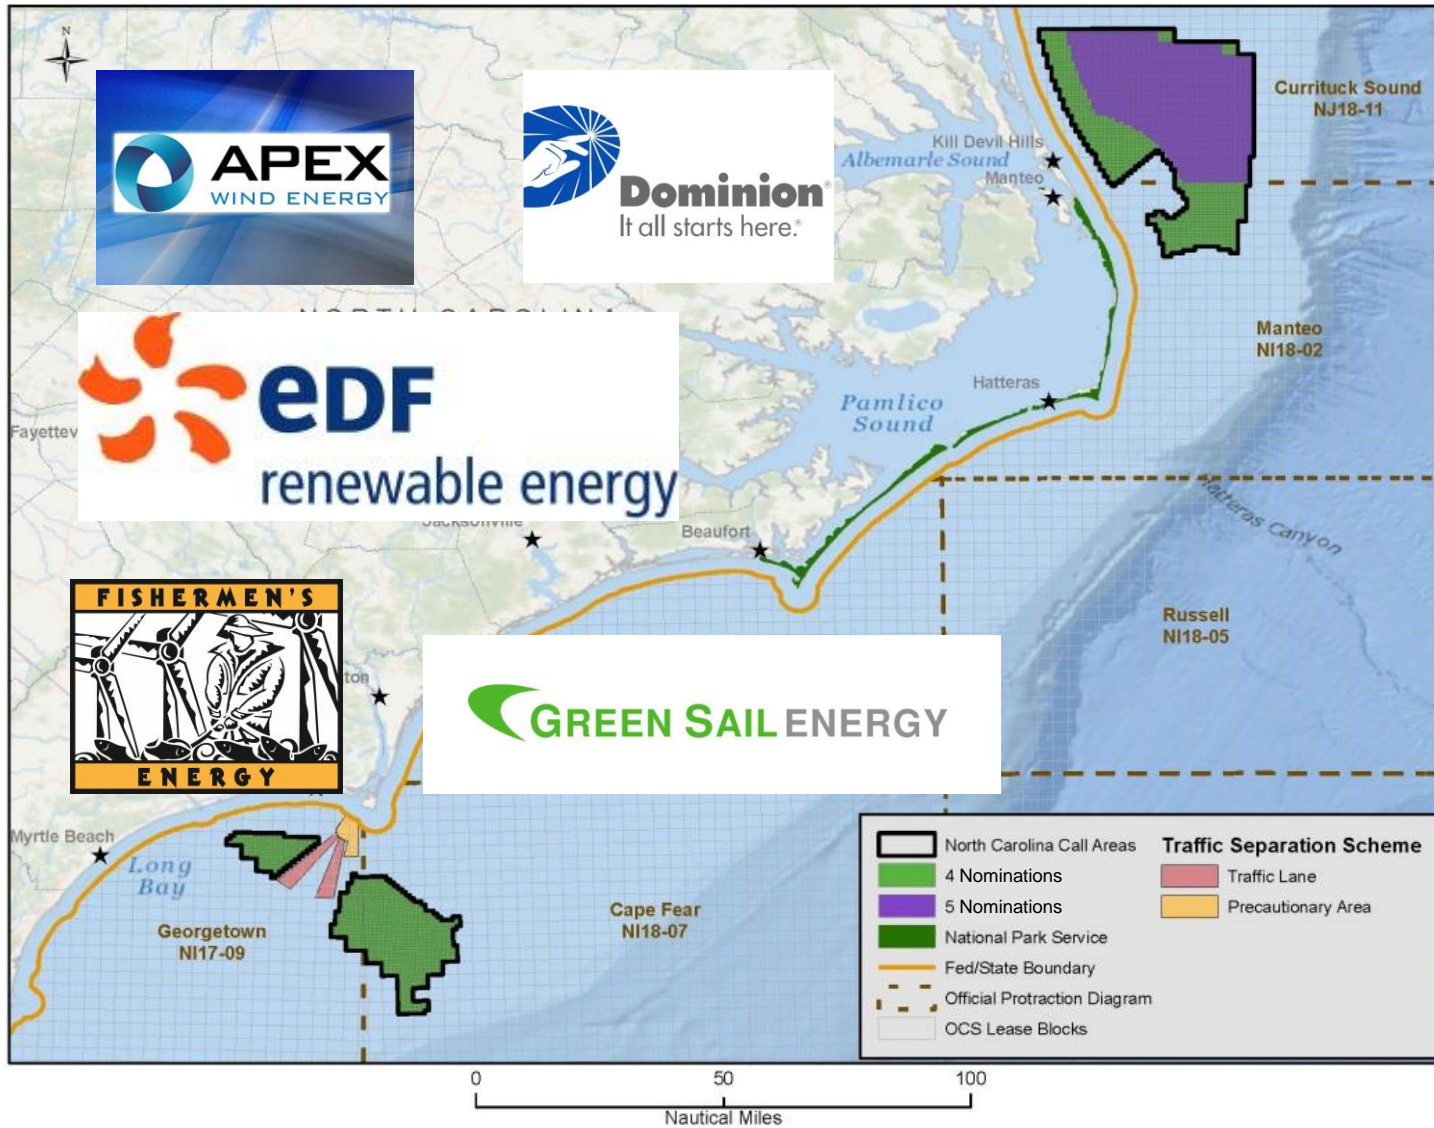 N
APEX
WIND ENERGY
Dominion®
It all starts here.®
Kill Devil Hills
Albemarle Sound
Manteo
Currituck Sound
NJ18-11
NORTH CAROLINA
eDF
renewable energy
Fayettev
Manteo
NI18-02
Hatteras
Pamlico
Sound
Jacksonville
Beaufort
Hatteras Canyon
FISHERMEN'S
ENERGY
ton
GREEN SAIL ENERGY
Russell
NI18-05
Myrtle Beach
Long
Bay
Georgetown
NI17-09
Cape Fear
NI18-07
North Carolina Call Areas
4 Nominations
5 Nominations
National Park Service
Fed/State Boundary
Official Protraction Diagram
OCS Lease Blocks
Traffic Separation Scheme
Traffic Lane
Precautionary Area
0 50 100
Nautical Miles